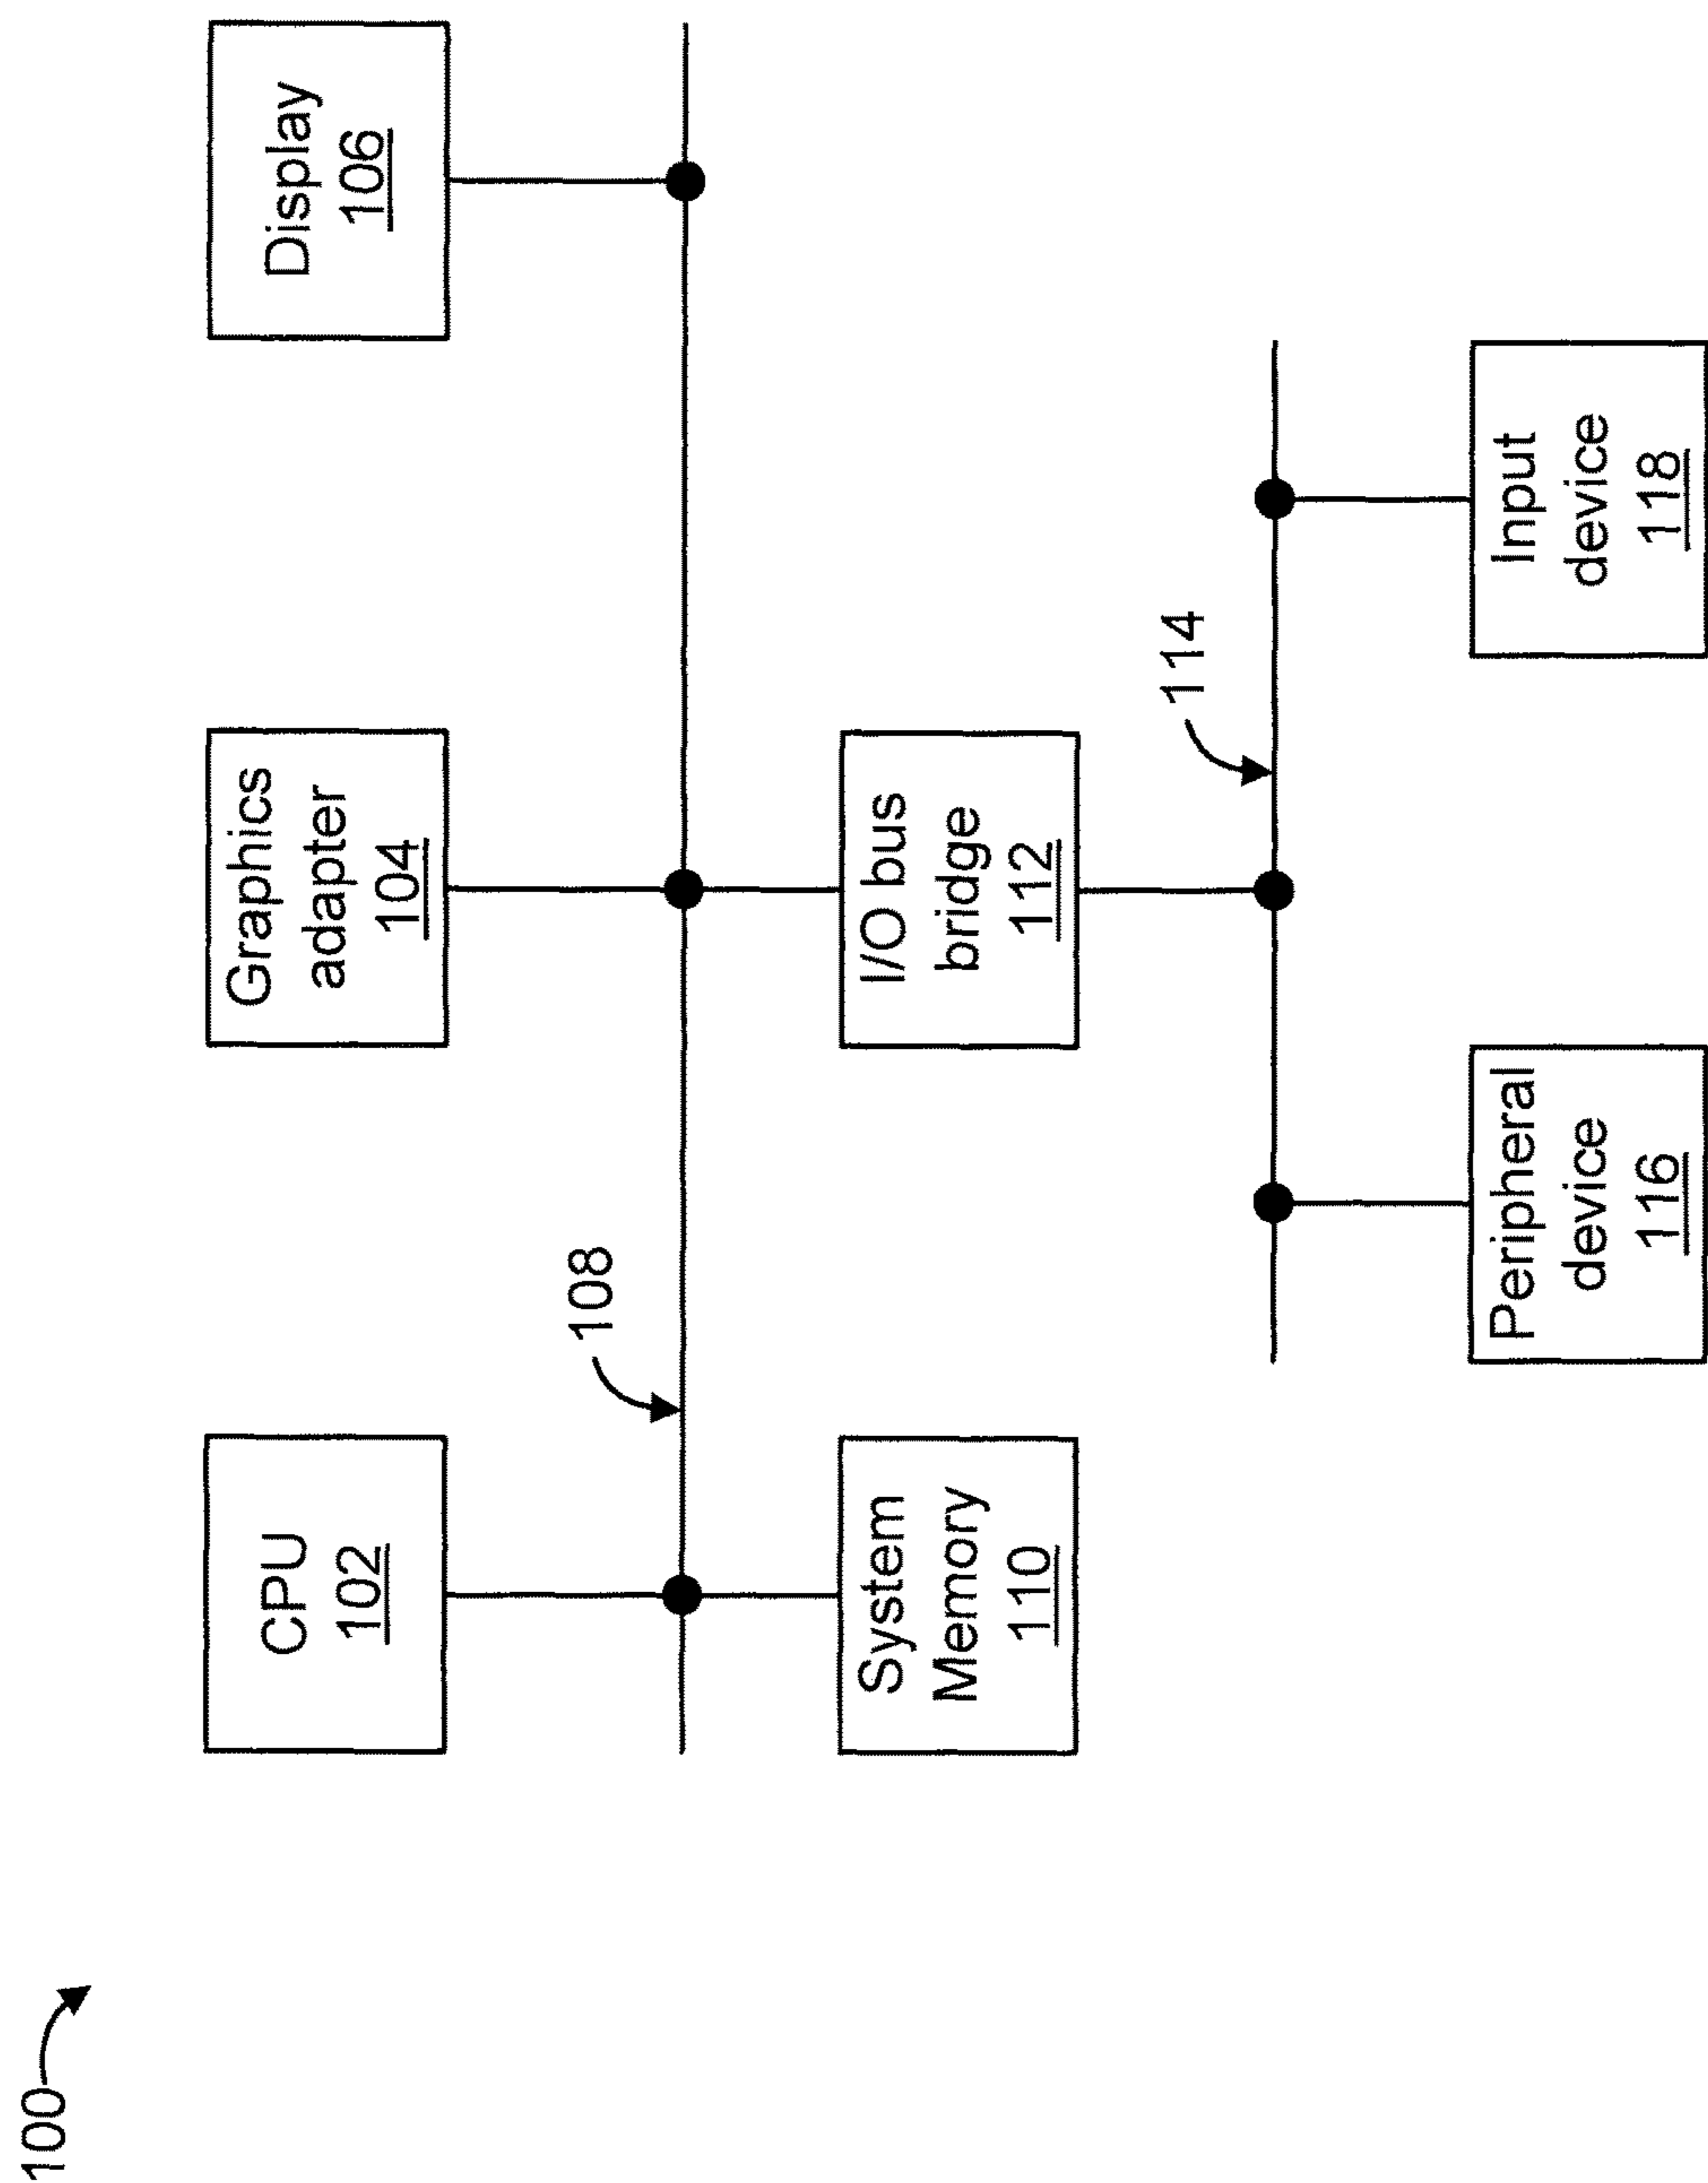 100
CPU
102
Graphics
adapter
104
Display
106
108
System
Memory
110
I/O bus
bridge
112
114
Peripheral
device
116
Input
device
118